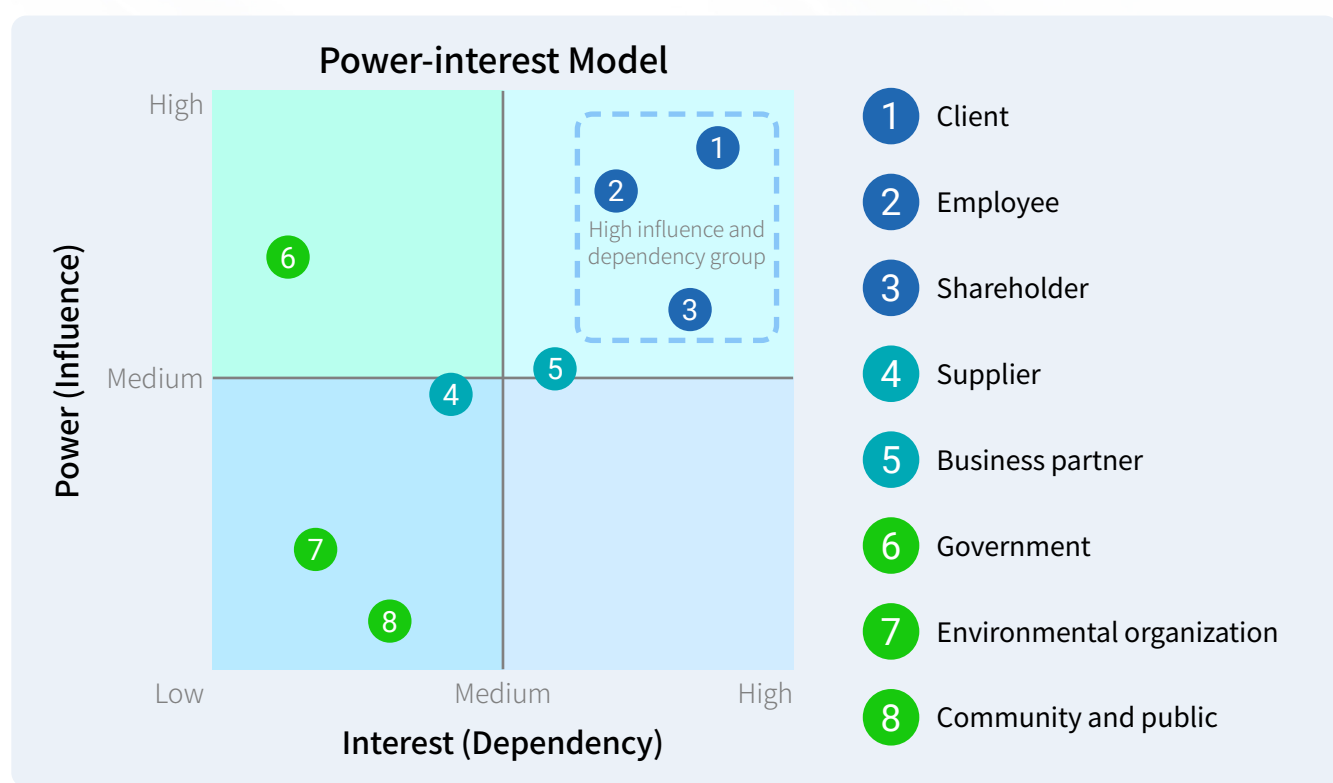 Power-interest Model
High
Medium
Low
Medium
High
Power (Influence)
Interest (Dependency)
1
2
High influence and
dependency group
3
6
5
4
7
8
1 Client
2 Employee
3 Shareholder
4 Supplier
5 Business partner
6 Government
7 Environmental organization
8 Community and public